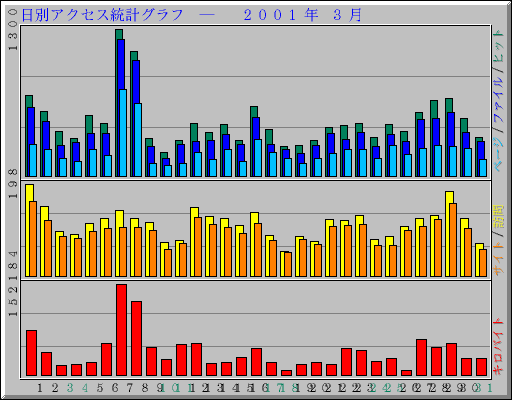 日別アクセス統計グラフ ― 2001年 3月
1300
198
152184
ページ/ファイル/ヒット
サイト/訪問
キロバイト
1 2 3 4 5 6 7 8 9 10 11 12 13 14 15 16 17 18 19 20 21 22 23 24 25 26 27 28 29 30 31